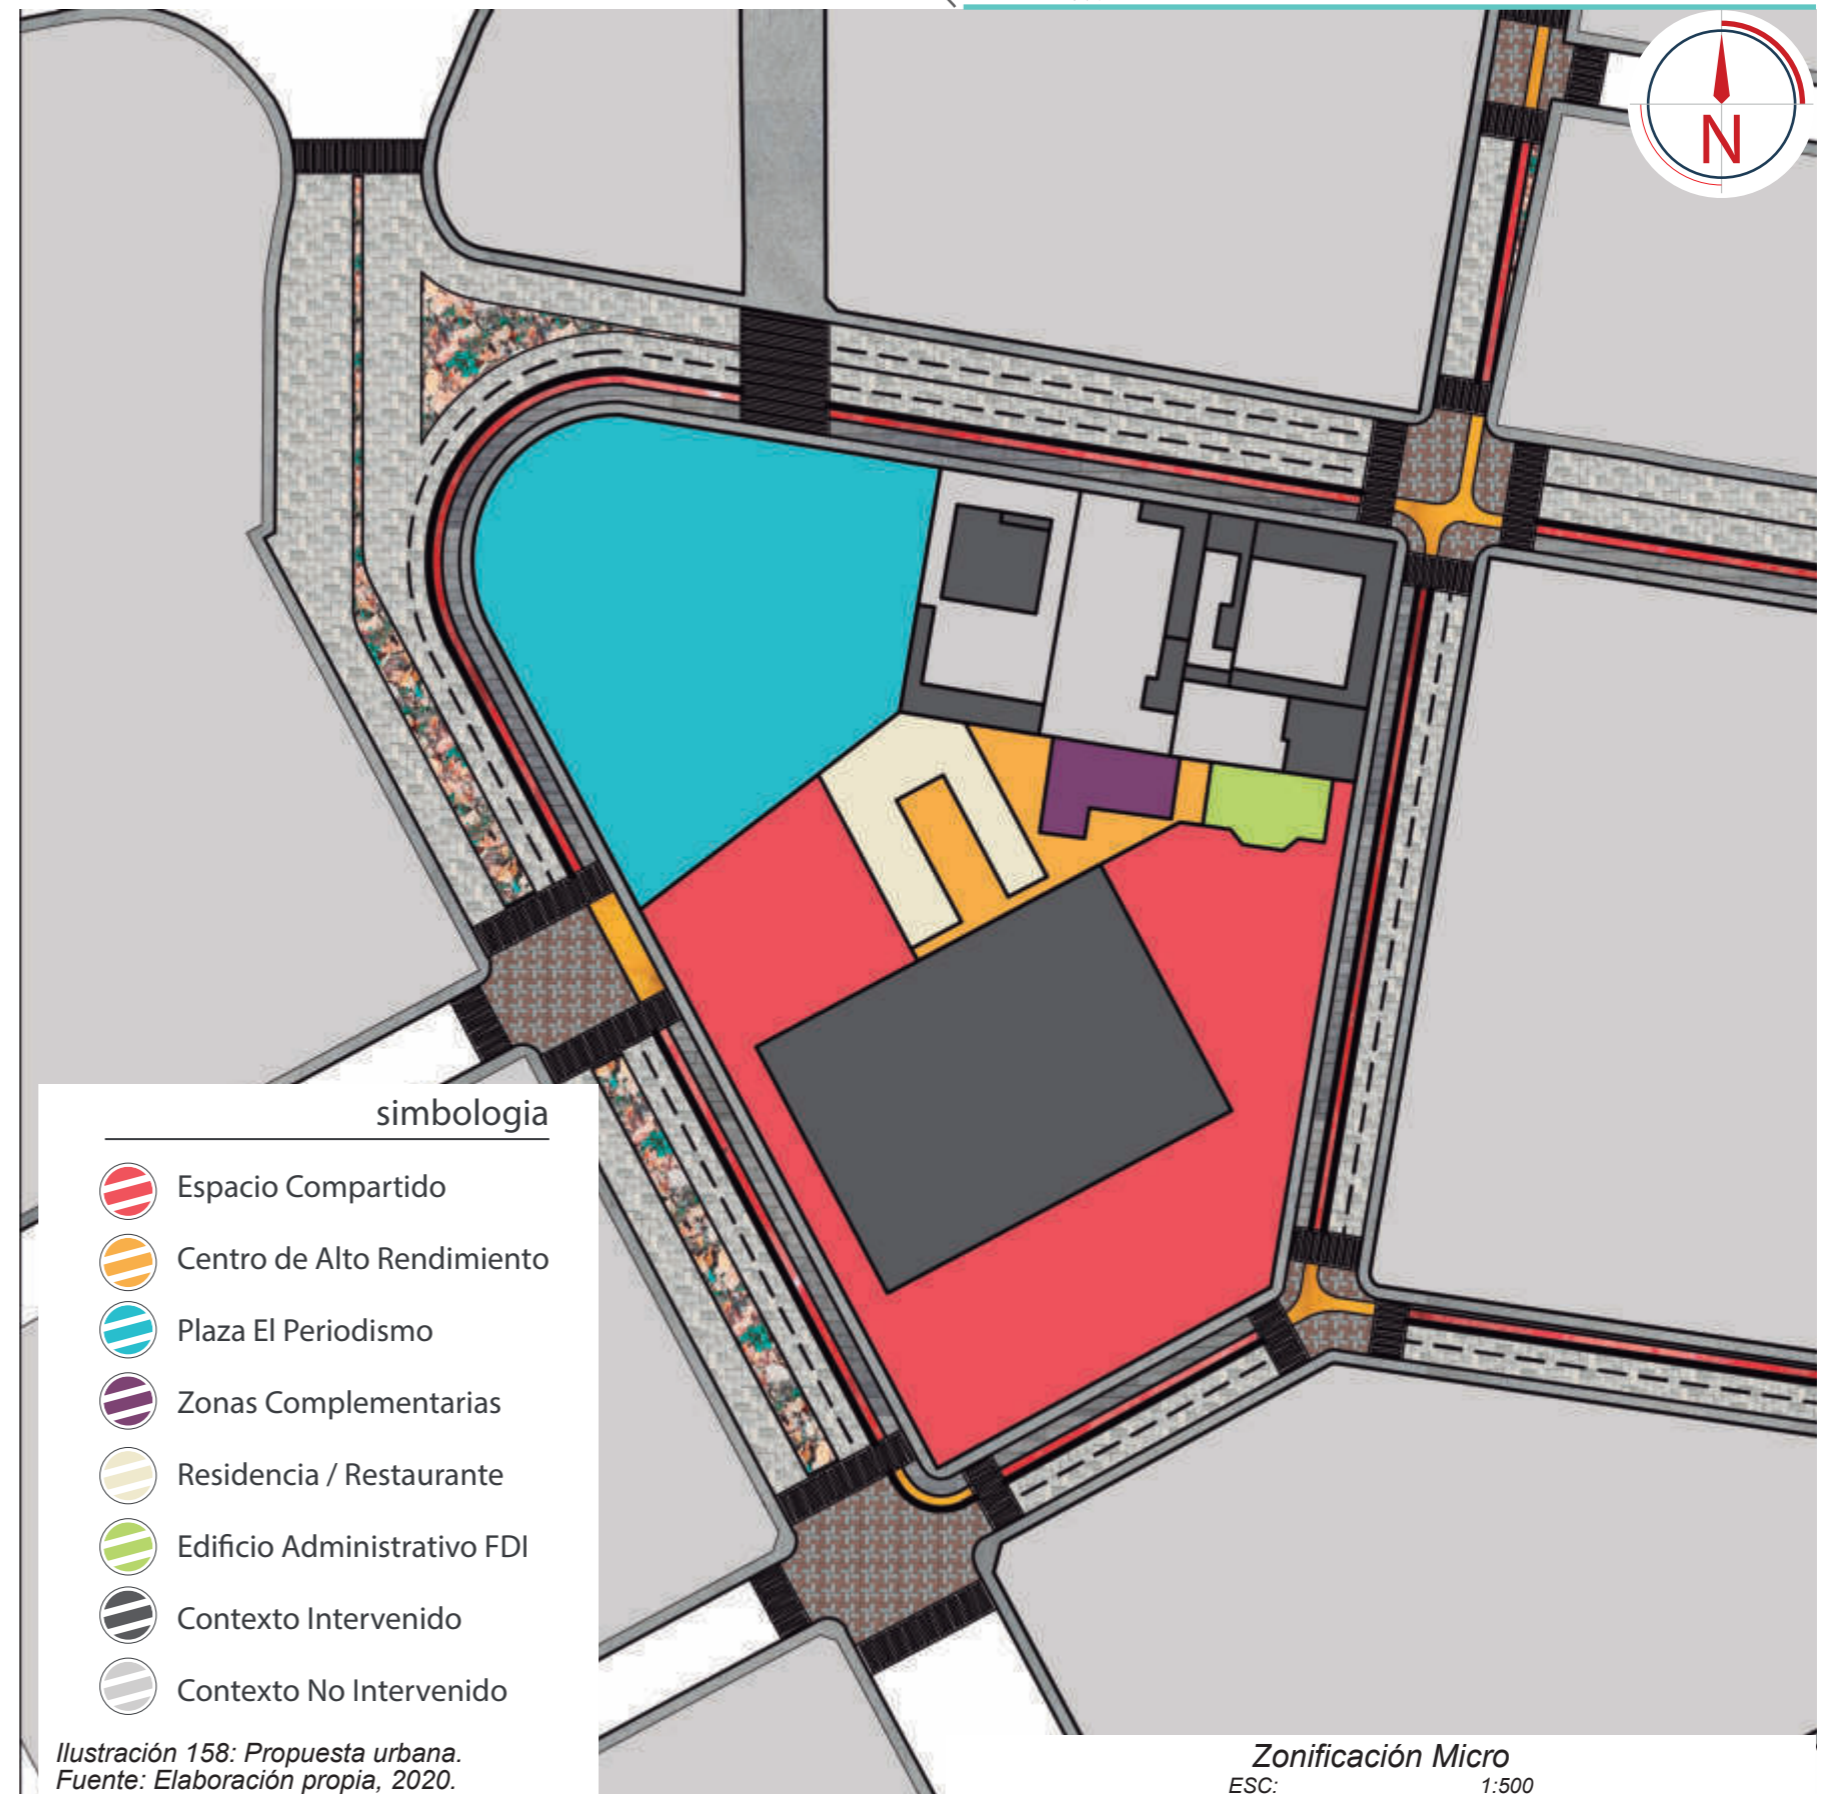 N
simbologia
Espacio Compartido
Centro de Alto Rendimiento
Plaza El Periodismo
Zonas Complementarias
Residencia / Restaurante
Edificio Administrativo FDI
Contexto Intervenido
Contexto No Intervenido
Ilustración 158: Propuesta urbana.
Fuente: Elaboración propia, 2020.
Zonificación Micro
ESC: 1:500